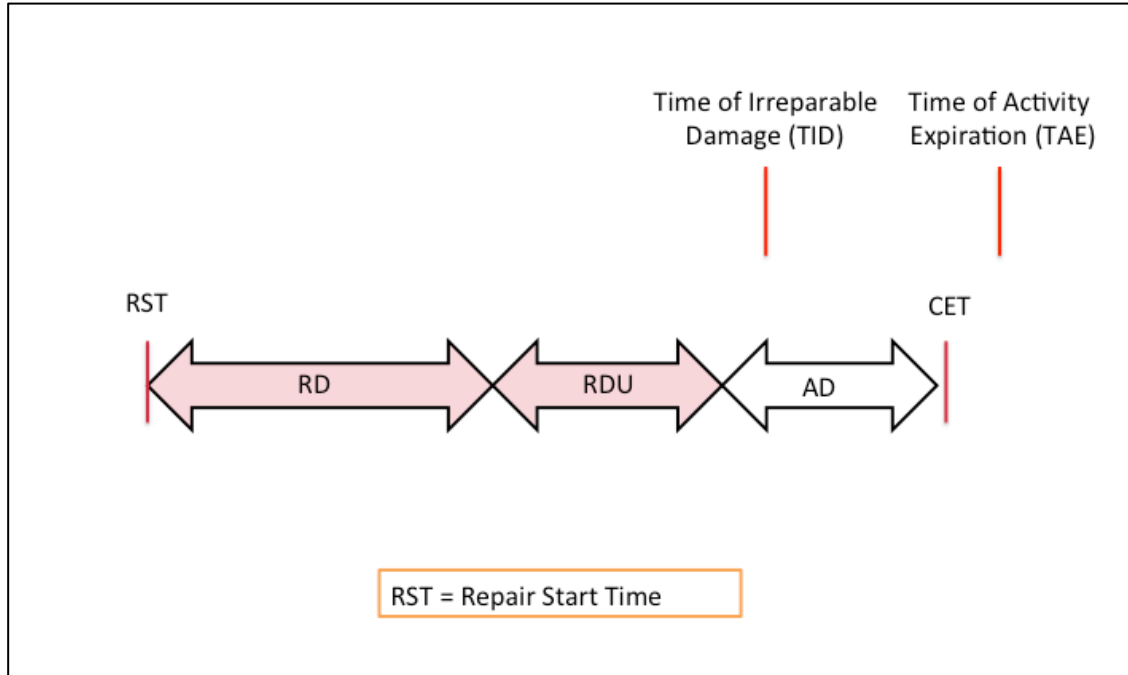 Time of Irreparable
Damage (TID)
Time of Activity
Expiration (TAE)
RST
CET
RD
RDU
AD
RST = Repair Start Time